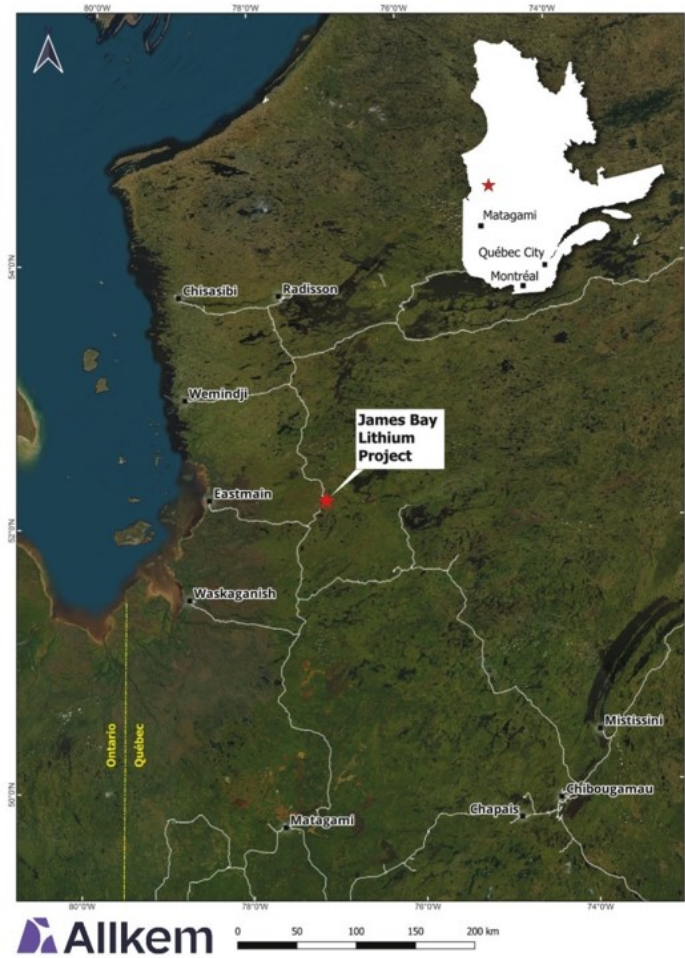 80°0'W 78°0'W 76°0'W 74°0'W
Matagami
Québec City
Montréal
54°0'N
Chisasibi
Radisson
Wemindji
James Bay
Lithium
Project
Eastmain
52°0'N
Waskaganish
Ontario
Québec
Mistissini
50°0'N
Chibougamau
Chapais
Matagami
80°0'W 78°0'W 76°0'W 74°0'W
Allkem
0 50 100 150 200 km